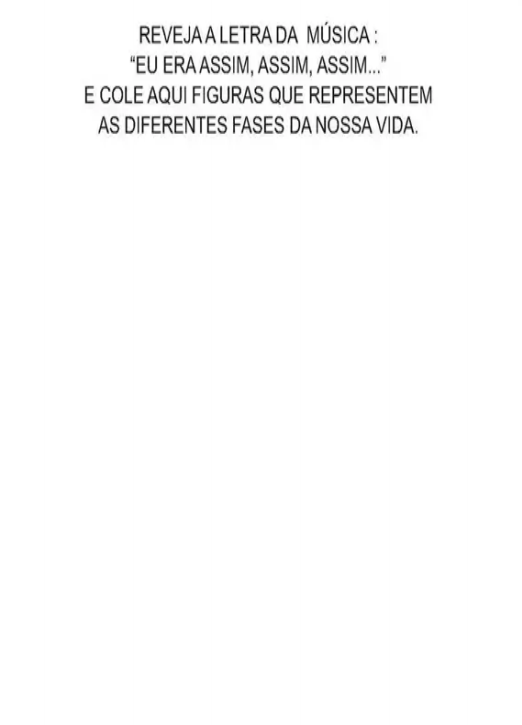 REVEJA A LETRA DA MÚSICA :
“EU ERA ASSIM, ASSIM, ASSIM...”
E COLE AQUI FIGURAS QUE REPRESENTEM
AS DIFERENTES FASES DA NOSSA VIDA.